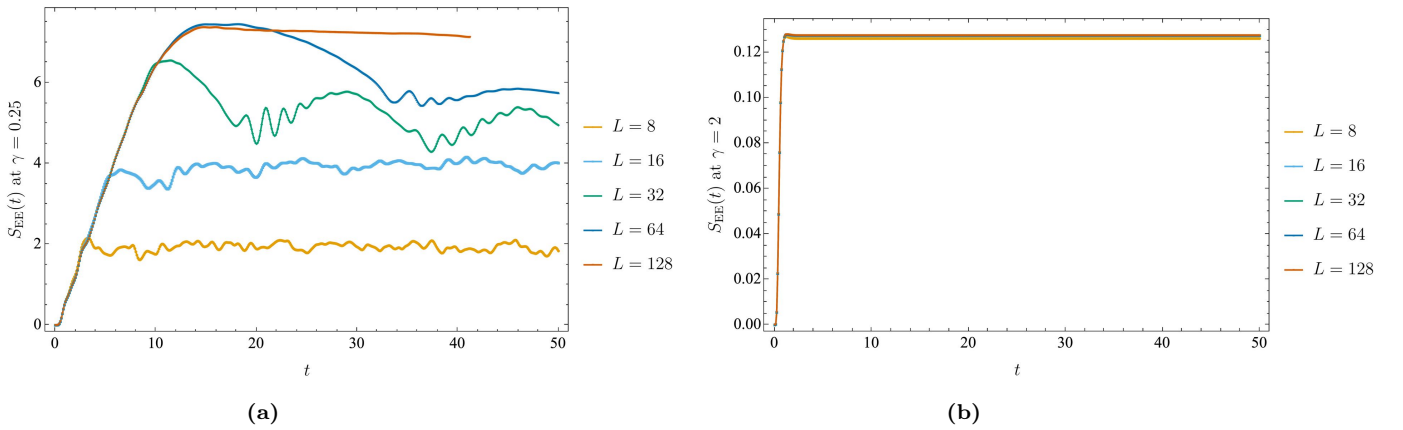 S_EE(t) at γ = 0.25
6
4
2
0
0 10 20 30 40 50
t
L = 8
L = 16
L = 32
L = 64
L = 128
(a)
S_EE(t) at γ = 2
0.12
0.10
0.08
0.06
0.04
0.02
0.00
0 10 20 30 40 50
t
L = 8
L = 16
L = 32
L = 64
L = 128
(b)